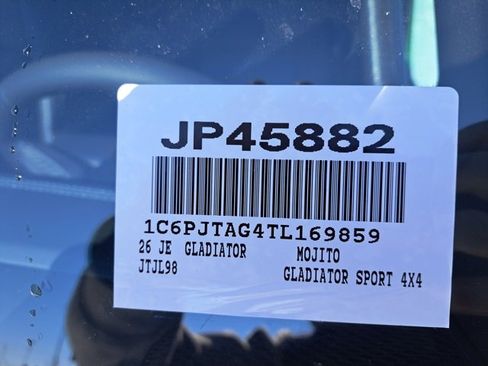 JP45882
1C6PJTAG4TL169859
26 JE GLADIATOR MOJITO
JTJL98 GLADIATOR SPORT 4X4